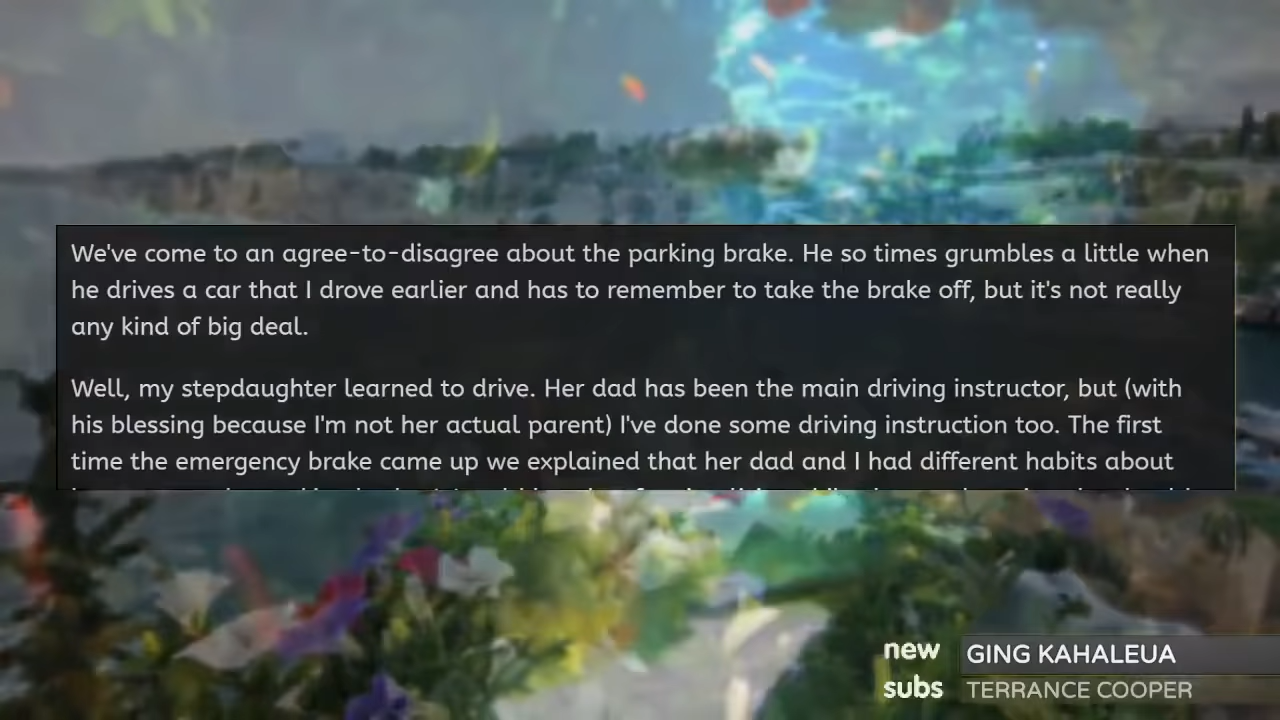 We've come to an agree-to-disagree about the parking brake. He so times grumbles a little when
he drives a car that I drove earlier and has to remember to take the brake off, but it's not really
any kind of big deal.
Well, my stepdaughter learned to drive. Her dad has been the main driving instructor, but (with
his blessing because I'm not her actual parent) I've done some driving instruction too. The first
time the emergency brake came up we explained that her dad and I had different habits about
new
GING KAHALEUA
subs
TERRANCE COOPER